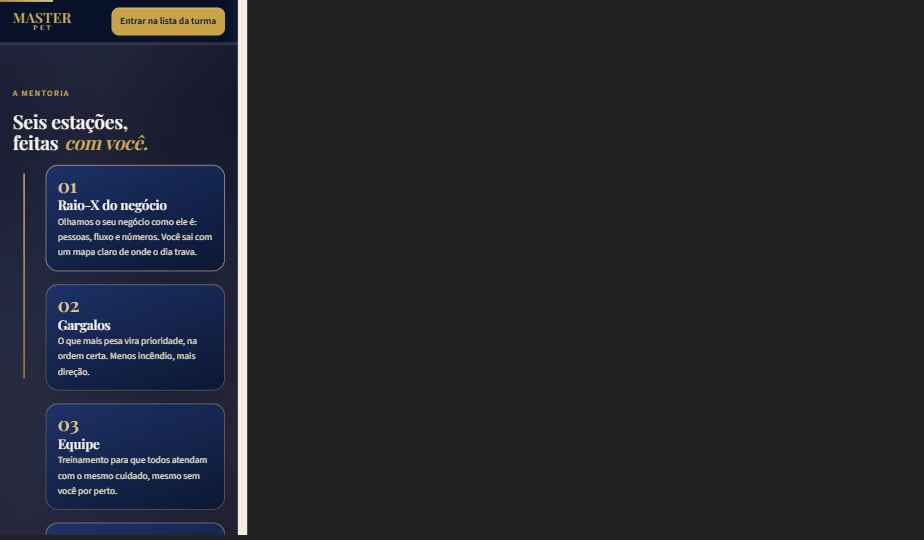 MASTER
PET
Entrar na lista da turma
A MENTORIA
Seis estações,
feitas com você.
01
Raio-X do negócio
Olhamos o seu negócio como ele é:
pessoas, fluxo e números. Você sai com
um mapa claro de onde o dia trava.
02
Gargalos
O que mais pesa vira prioridade, na
ordem certa. Menos incêndio, mais
direção.
03
Equipe
Treinamento para que todos atendam
com o mesmo cuidado, mesmo sem
você por perto.